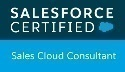 SALESFORCE
CERTIFIED
Sales Cloud Consultant